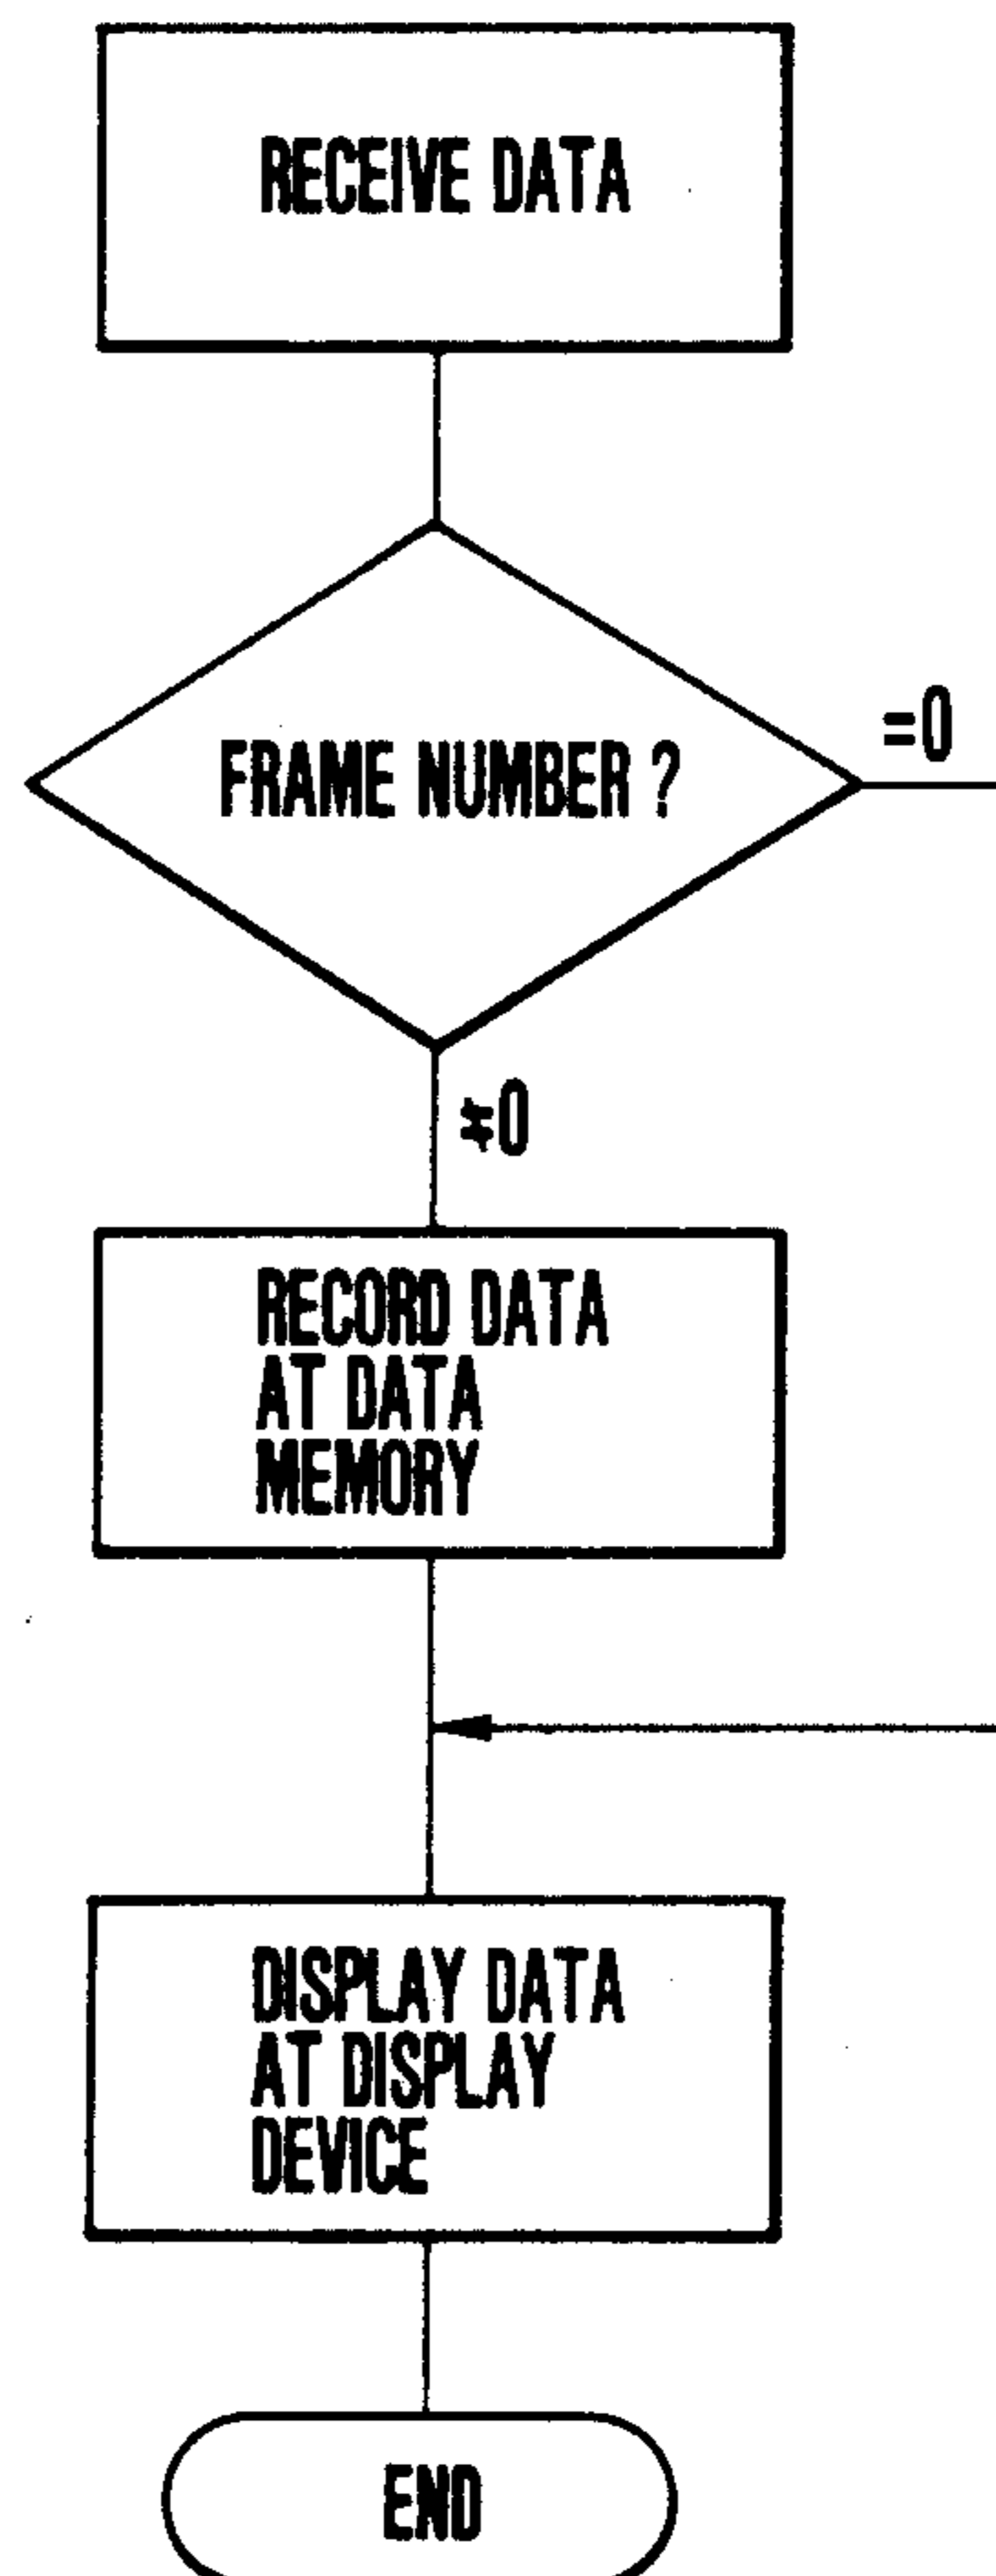 RECEIVE DATA
FRAME NUMBER ?
=0
≠0
RECORD DATA
AT DATA
MEMORY
DISPLAY DATA
AT DISPLAY
DEVICE
END